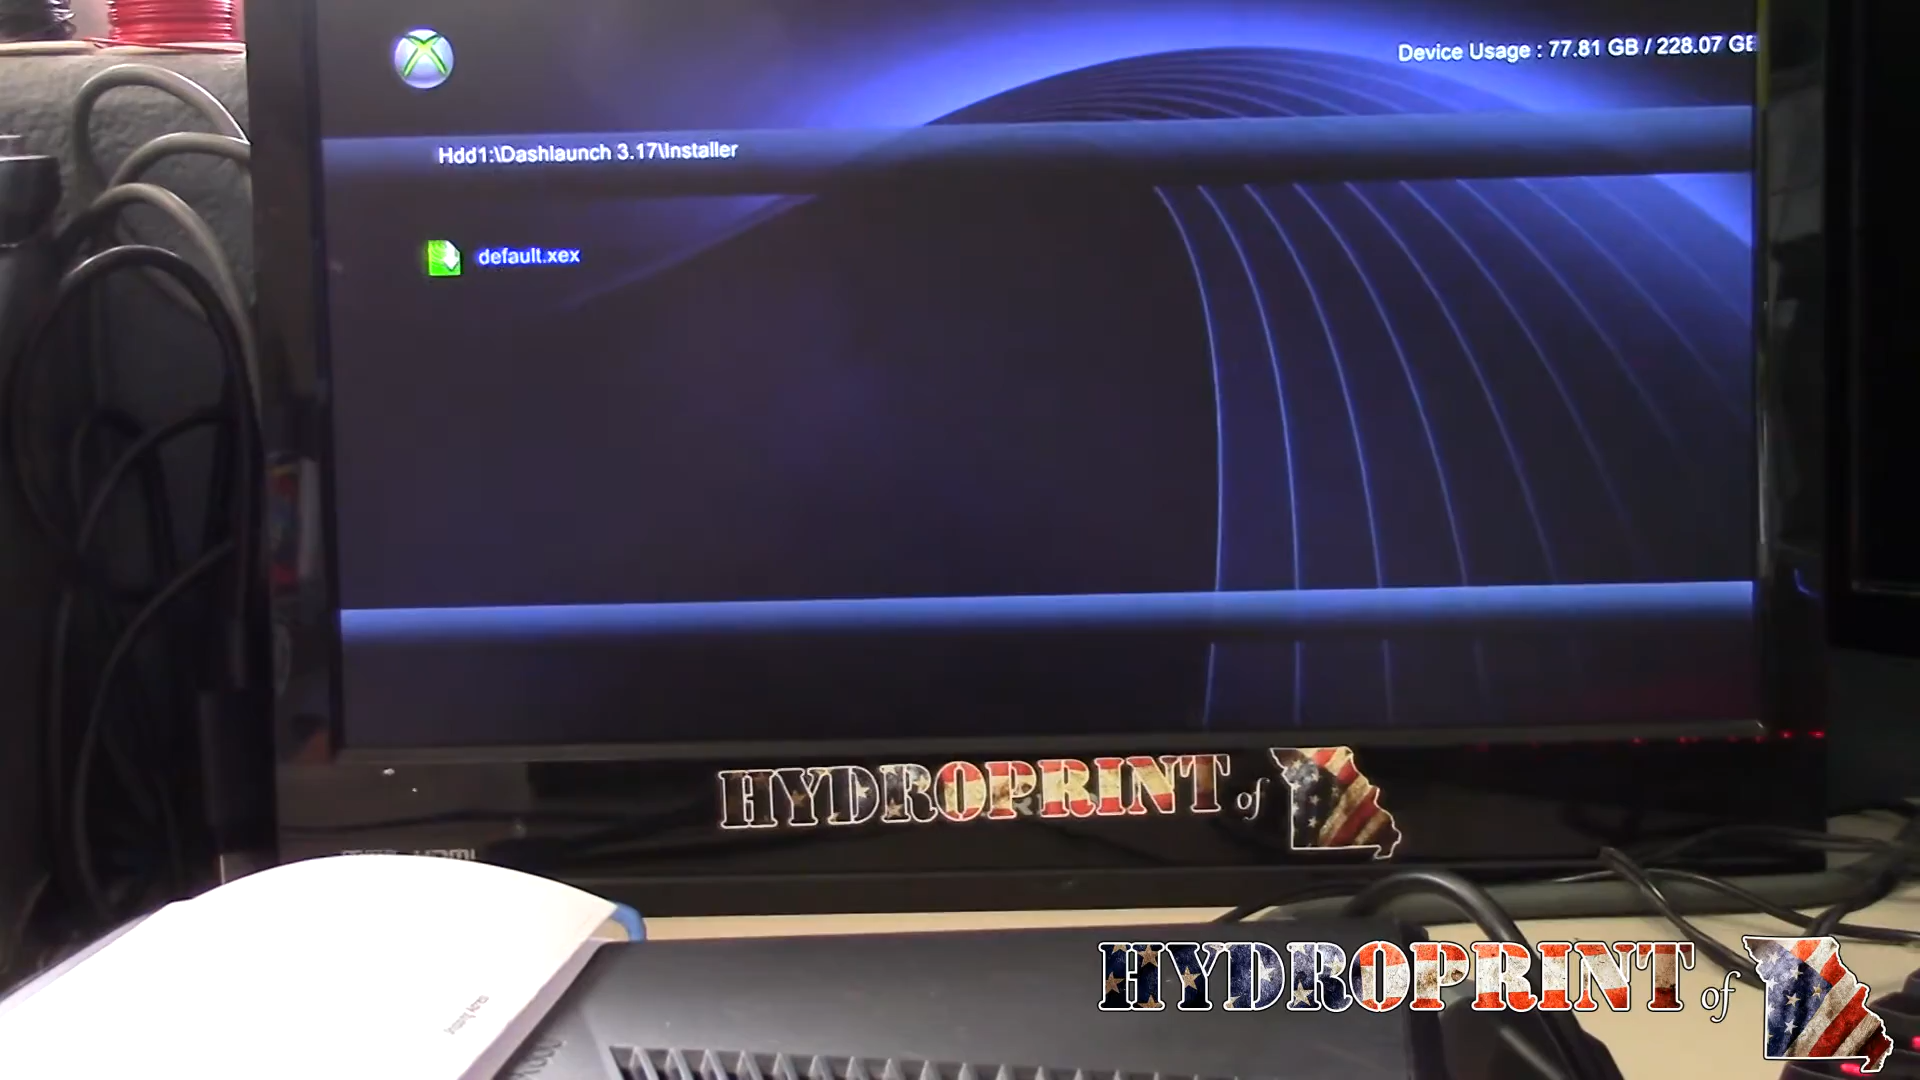 Device Usage : 77.81 GB / 228.07 GB
Hdd1:\Dashlaunch 3.17\Installer
default.xex
HYDROPRINT of
HDMI
HYDROPRINT of